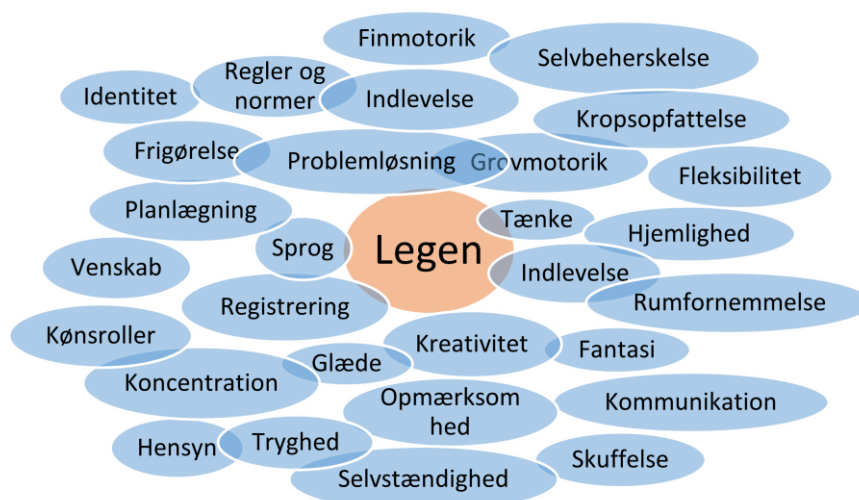 Finmotorik
Selvbeherskelse
Regler og
normer
Identitet
Indlevelse
Kropsopfattelse
Frigørelse
Problemløsning
Grovmotorik
Fleksibilitet
Planlægning
Tænke
Hjemlighed
Sprog
Legen
Venskab
Indlevelse
Registrering
Rumfornemmelse
Kønsroller
Kreativitet
Fantasi
Glæde
Koncentration
Opmærksom
hed
Kommunikation
Hensyn
Tryghed
Skuffelse
Selvstændighed